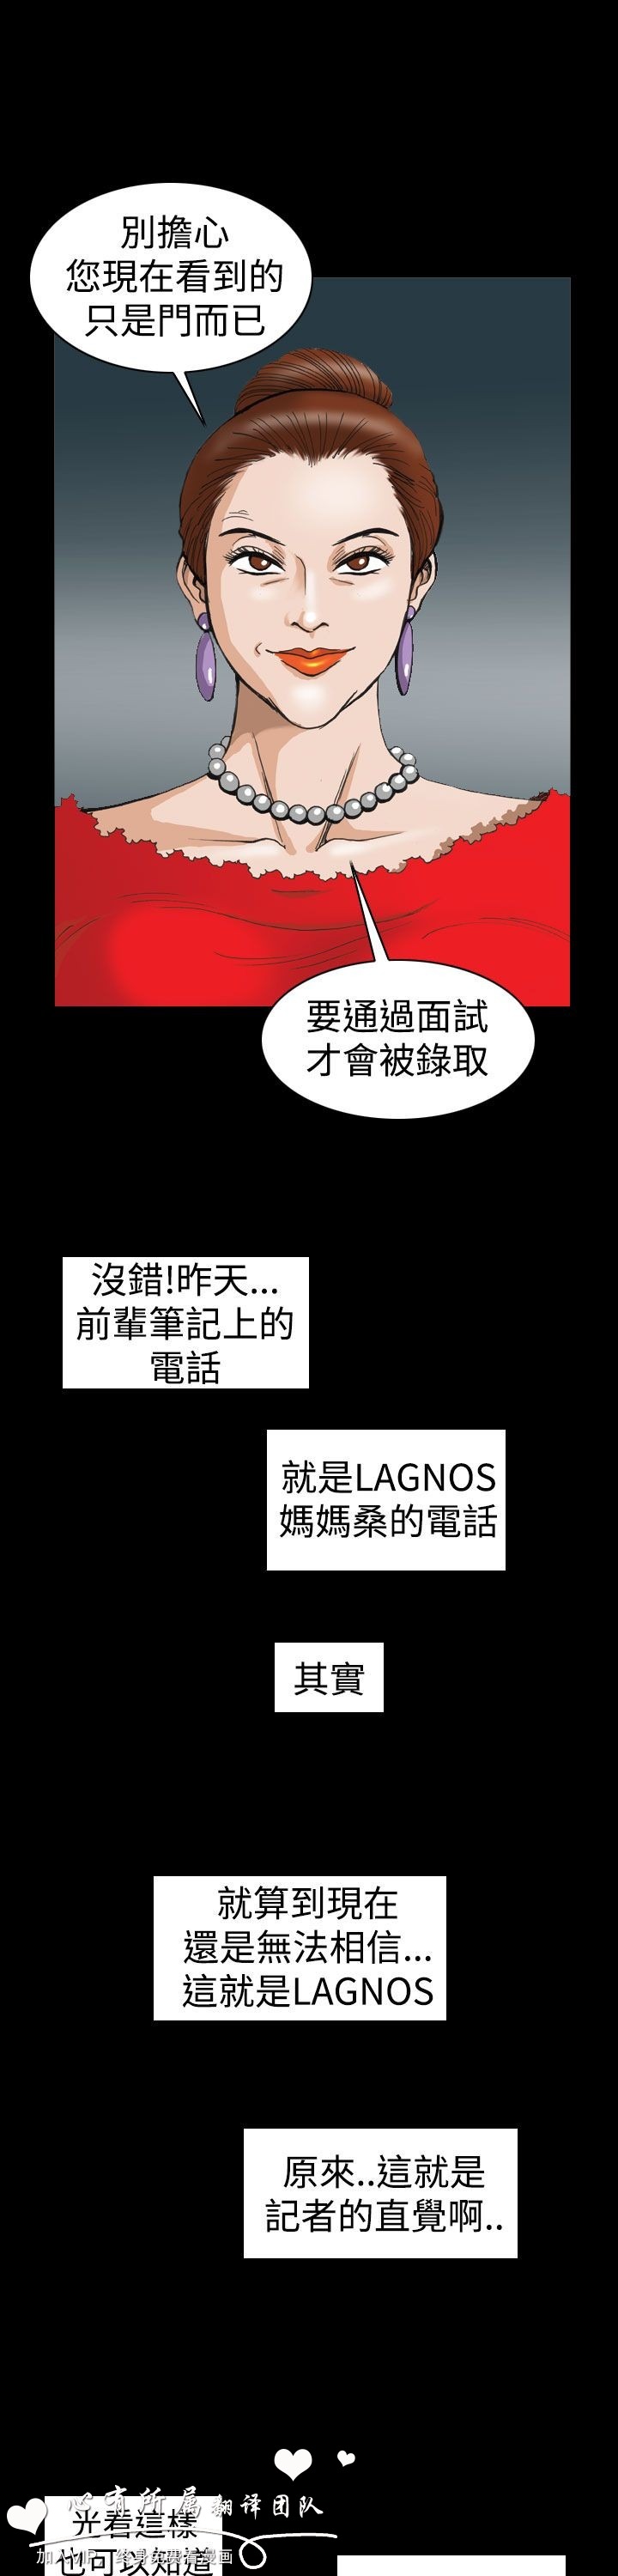 別擔心
您現在看到的
只是門而已
要通過面試
才會被錄取
沒錯!昨天...
前輩筆記上的
電話
就是LAGNOS
媽媽桑的電話
其實
就算到現在
還是無法相信...
這就是LAGNOS
原來..這就是
記者的直覺啊..
心有所属翻译团队
光看這樣
加入VIP，终身免费看漫画
也可以知道